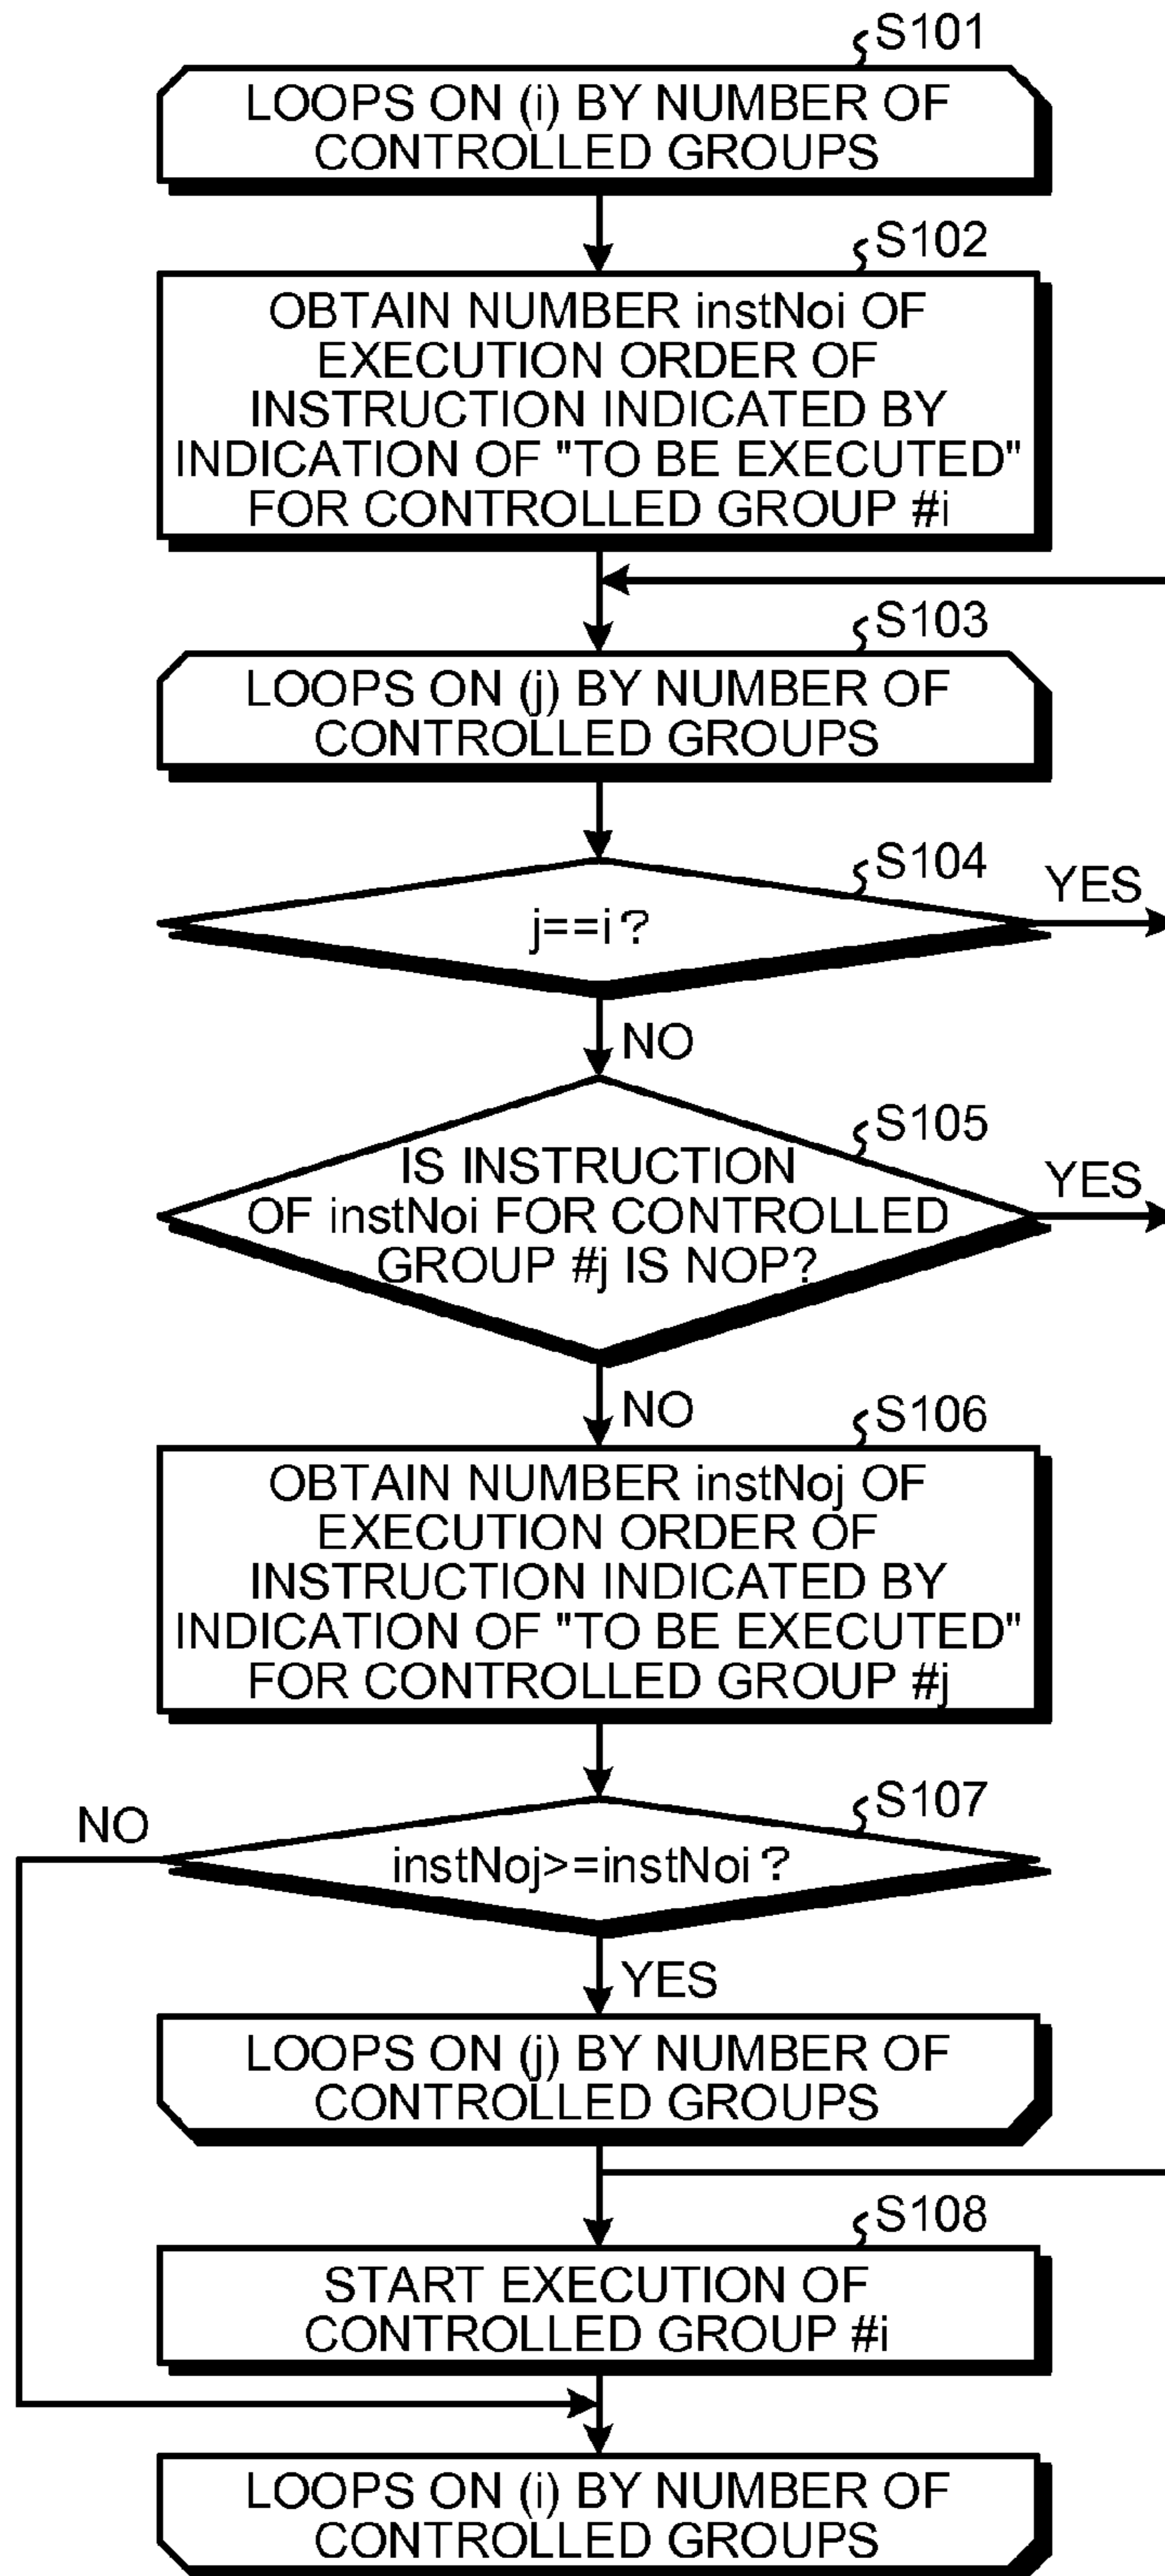 S101
LOOPS ON (i) BY NUMBER OF
CONTROLLED GROUPS
S102
OBTAIN NUMBER instNoi OF
EXECUTION ORDER OF
INSTRUCTION INDICATED BY
INDICATION OF "TO BE EXECUTED"
FOR CONTROLLED GROUP #i
S103
LOOPS ON (j) BY NUMBER OF
CONTROLLED GROUPS
S104
YES
j==i ?
NO
S105
YES
IS INSTRUCTION
OF instNoi FOR CONTROLLED
GROUP #j IS NOP?
NO
S106
OBTAIN NUMBER instNoj OF
EXECUTION ORDER OF
INSTRUCTION INDICATED BY
INDICATION OF "TO BE EXECUTED"
FOR CONTROLLED GROUP #j
S107
NO
instNoj>=instNoi ?
YES
LOOPS ON (j) BY NUMBER OF
CONTROLLED GROUPS
S108
START EXECUTION OF
CONTROLLED GROUP #i
LOOPS ON (i) BY NUMBER OF
CONTROLLED GROUPS